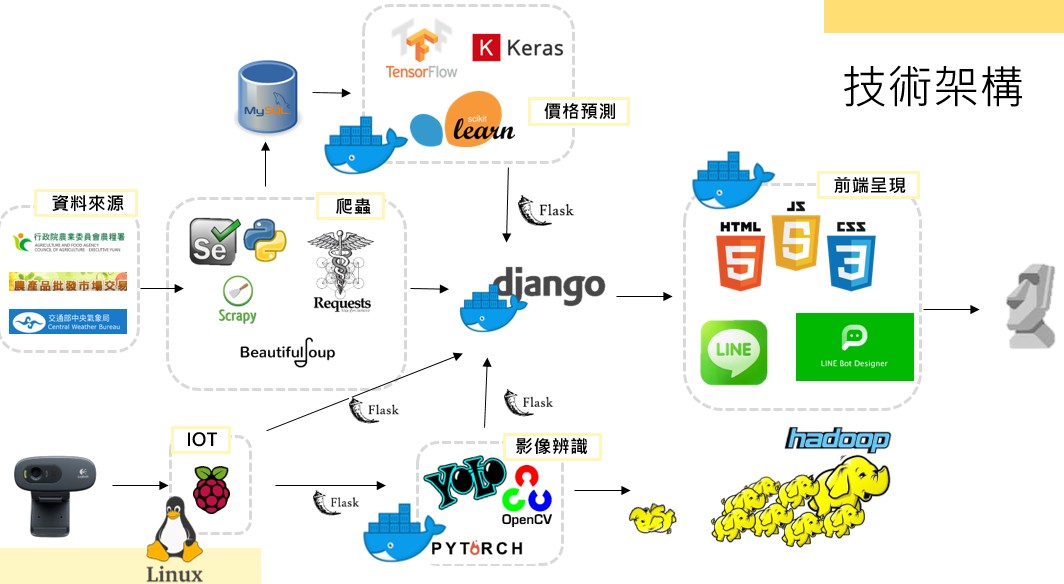 技術架構
TensorFlow
Keras
scikit
learn
價格預測
MySQL
Flask
資料來源
行政院農業委員會農糧署
AGRICULTURE AND FOOD AGENCY
COUNCIL OF AGRICULTURE, EXECUTIVE YUAN
農產品批發市場交易
交通部中央氣象局
Central Weather Bureau
爬蟲
Se
Requests
Scrapy
BeautifulSoup
django
前端呈現
HTML
5
JS
5
CSS
3
LINE
LINE Bot Designer
Flask
Flask
IOT
Flask
Linux
影像辨識
YOLO
OpenCV
PYTORCH
hadoop